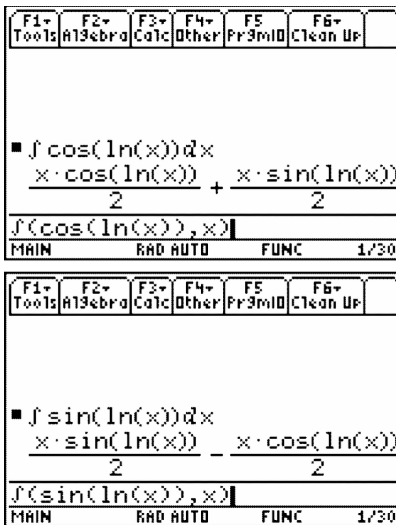 F1▾ Tools F2▾ Algebra F3▾ Calc F4▾ Other F5 PrgmIO F6▾ Clean Up
∫cos(ln(x))dx
x·cos(ln(x))/2 + x·sin(ln(x))/2
∫(cos(ln(x)),x)
MAIN RAD AUTO FUNC 1/30
F1▾ Tools F2▾ Algebra F3▾ Calc F4▾ Other F5 PrgmIO F6▾ Clean Up
∫sin(ln(x))dx
x·sin(ln(x))/2 - x·cos(ln(x))/2
∫(sin(ln(x)),x)
MAIN RAD AUTO FUNC 1/30